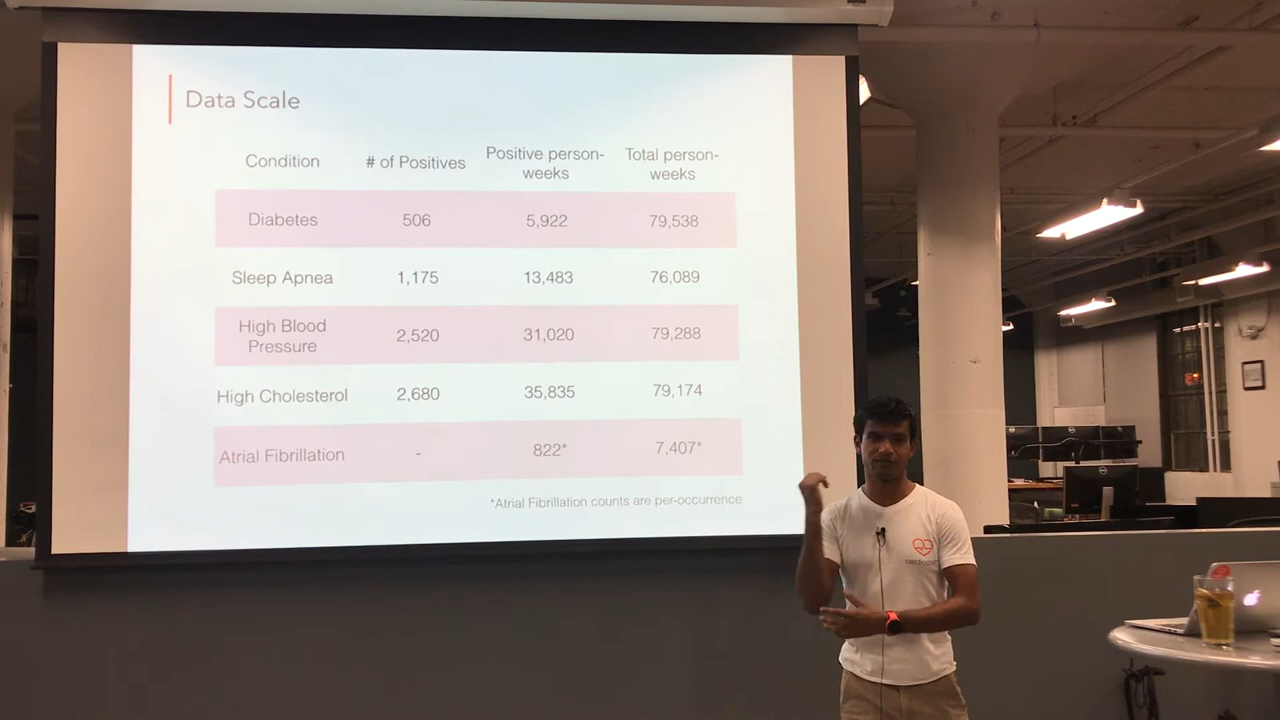 Data Scale
Condition # of Positives Positive person-weeks Total person-weeks
Diabetes 506 5,922 79,538
Sleep Apnea 1,175 13,483 76,089
High Blood Pressure 2,520 31,020 79,288
High Cholesterol 2,680 35,835 79,174
Atrial Fibrillation - 822* 7,407*
*Atrial Fibrillation counts are per-occurrence